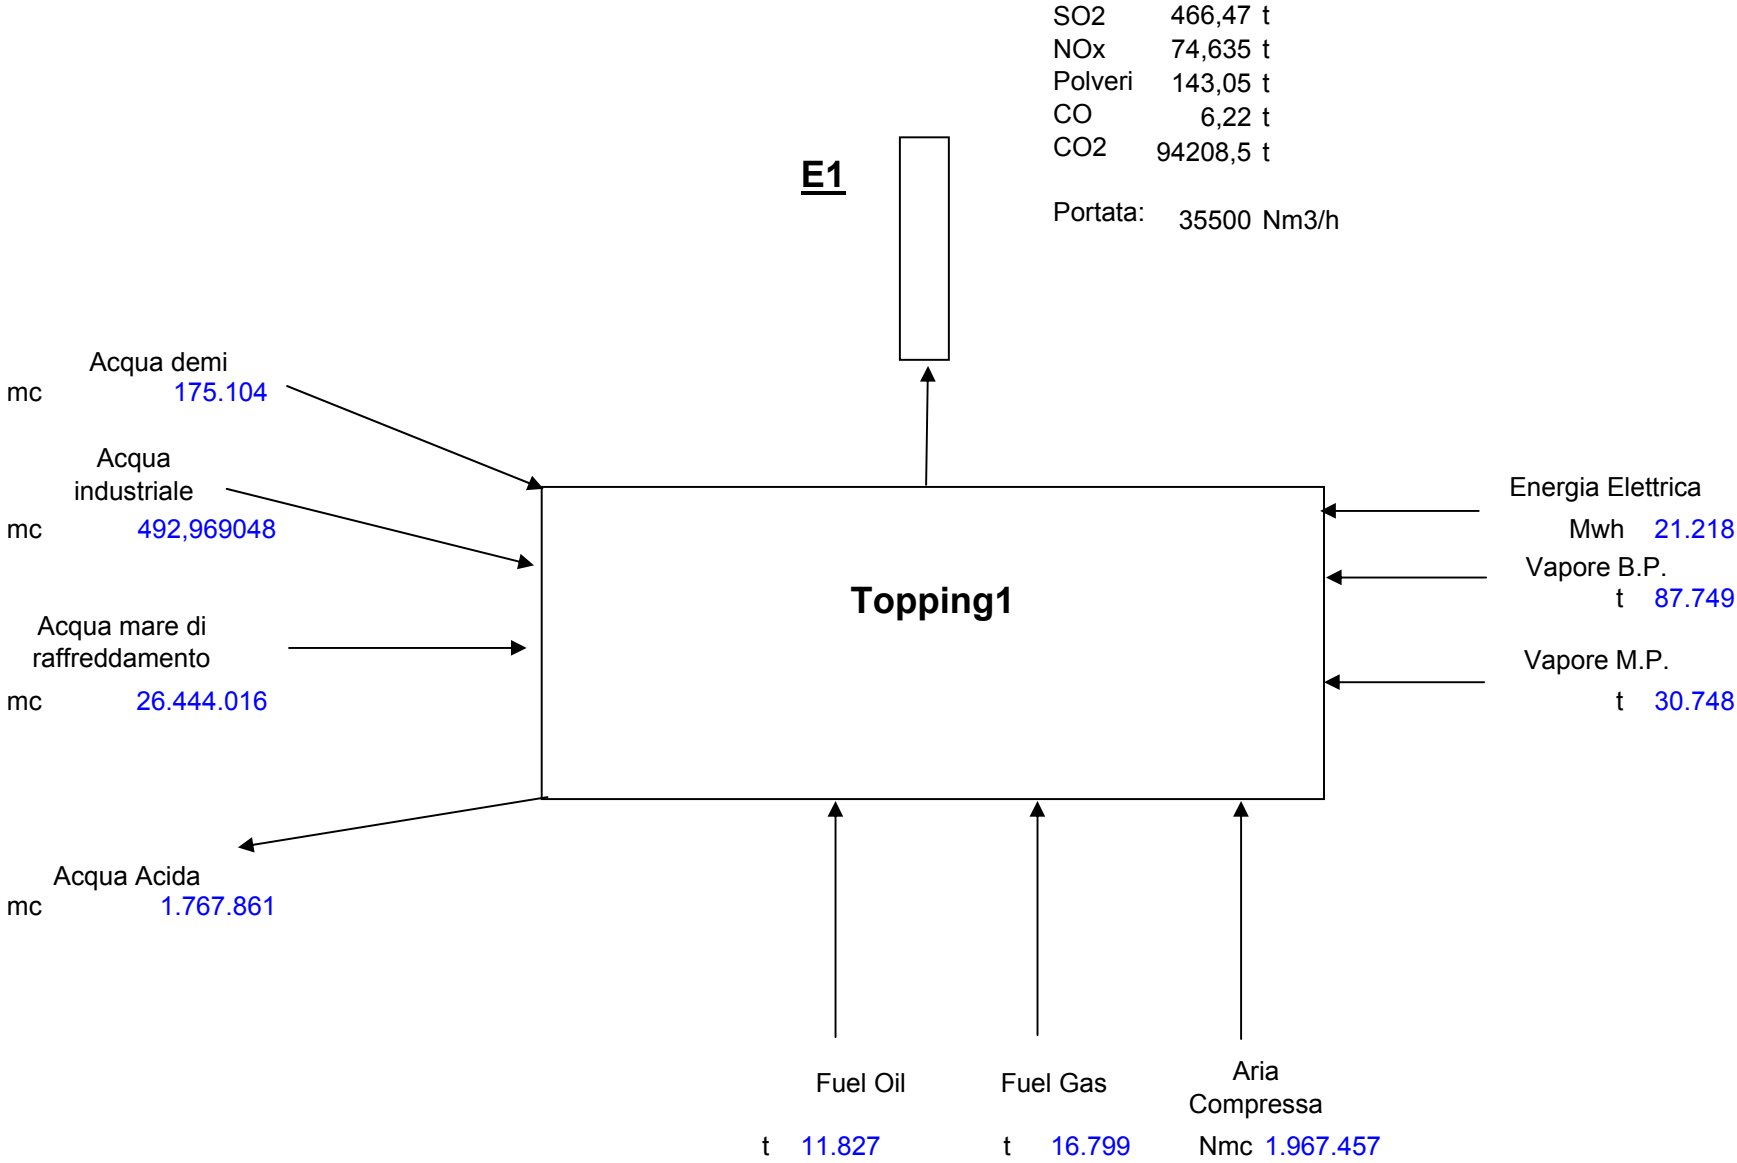 SO2 466,47 t
NOx 74,635 t
Polveri 143,05 t
CO 6,22 t
CO2 94208,5 t
E1
Portata: 35500 Nm3/h
Acqua demi
mc 175.104
Acqua
industriale
mc 492,969048
Acqua mare di
raffreddamento
mc 26.444.016
Acqua Acida
mc 1.767.861
Topping1
Energia Elettrica
Mwh 21.218
Vapore B.P.
t 87.749
Vapore M.P.
t 30.748
Fuel Oil
t 11.827
Fuel Gas
t 16.799
Aria
Compressa
Nmc 1.967.457